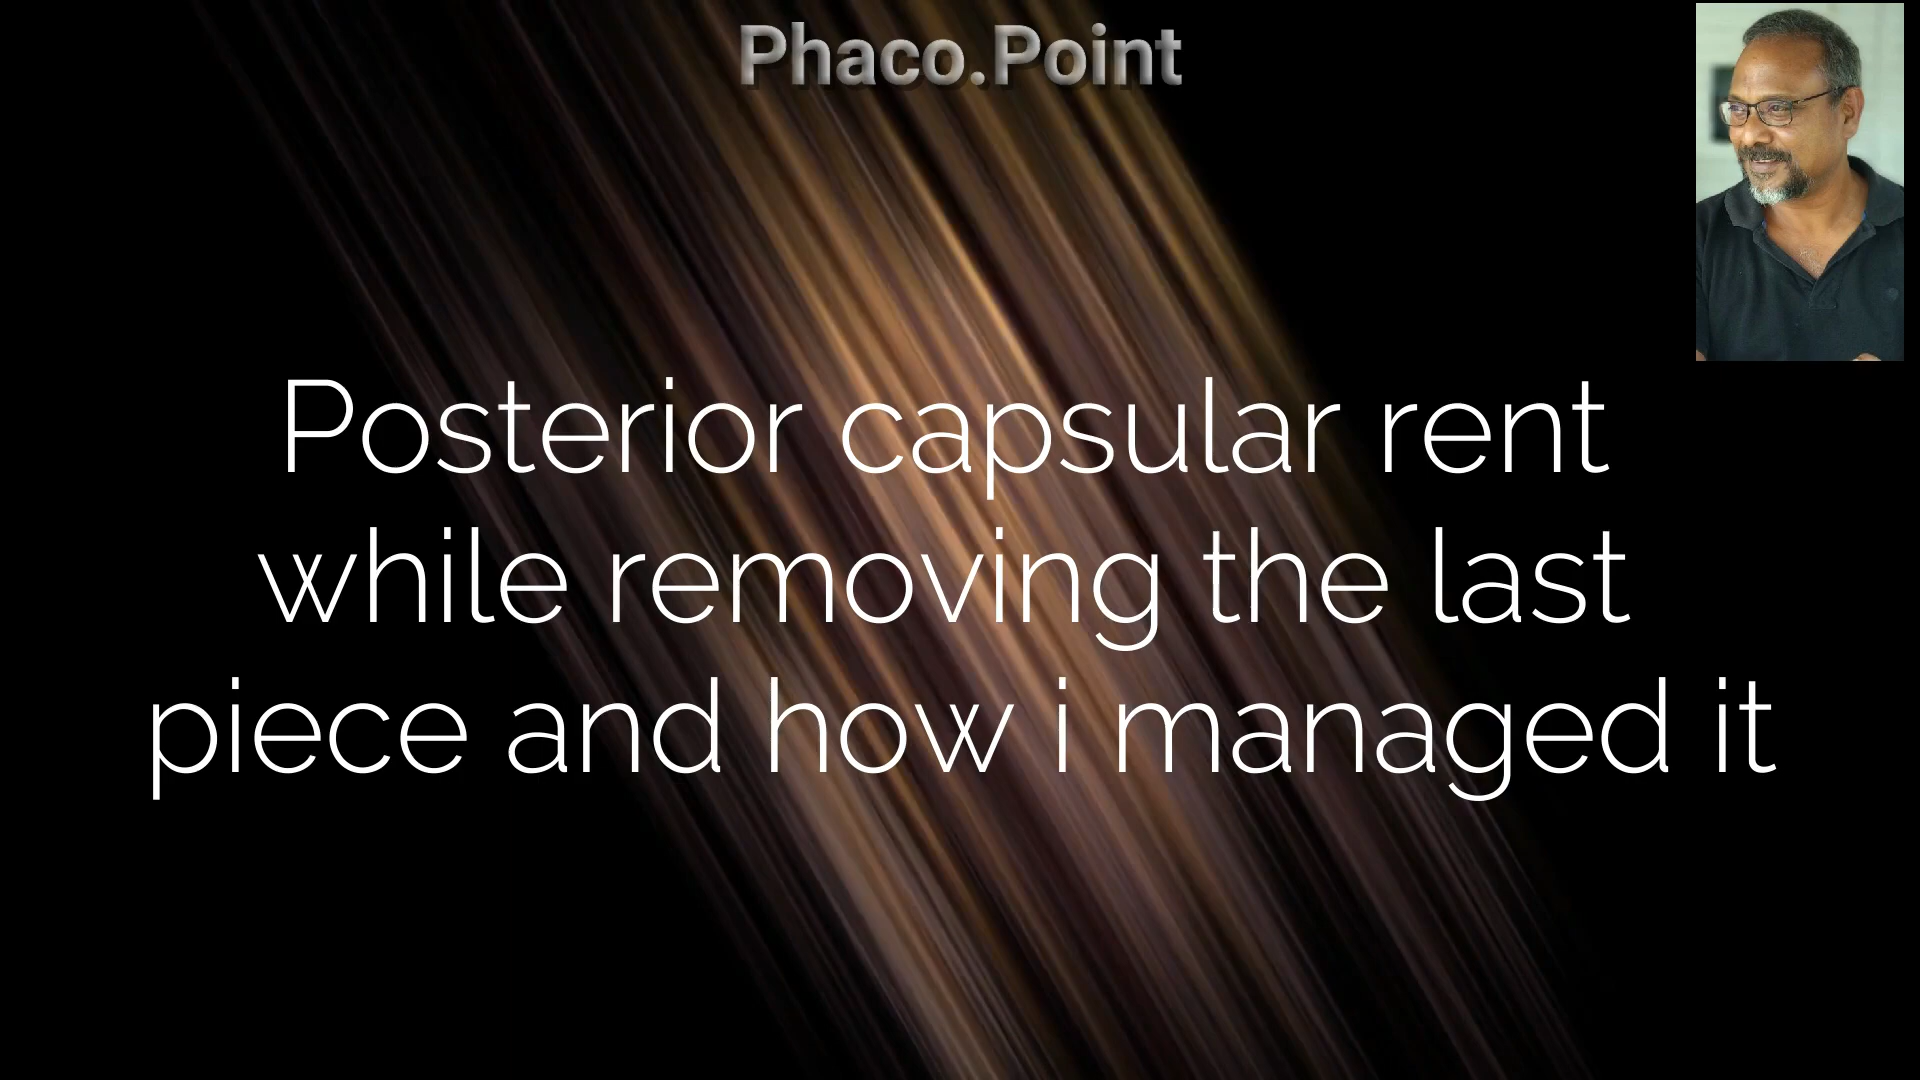 Phaco.Point
Posterior capsular rent
while removing the last
piece and how i managed it